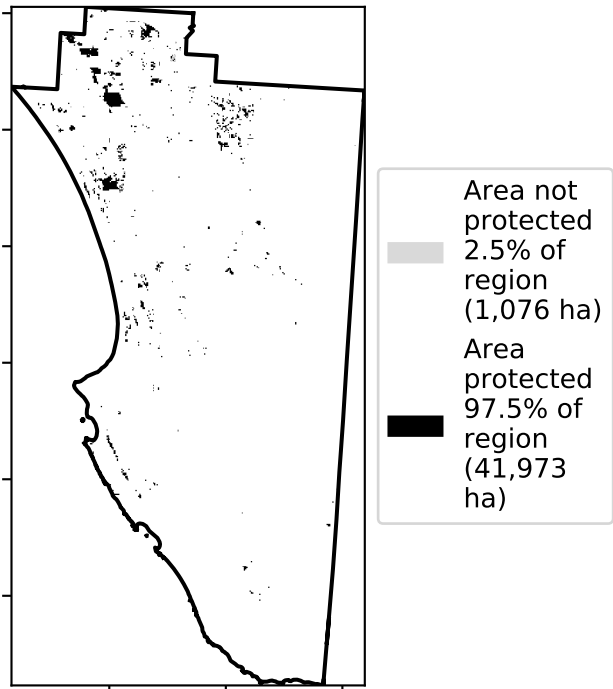 Area not
protected
2.5% of
region
(1,076 ha)
Area
protected
97.5% of
region
(41,973
ha)